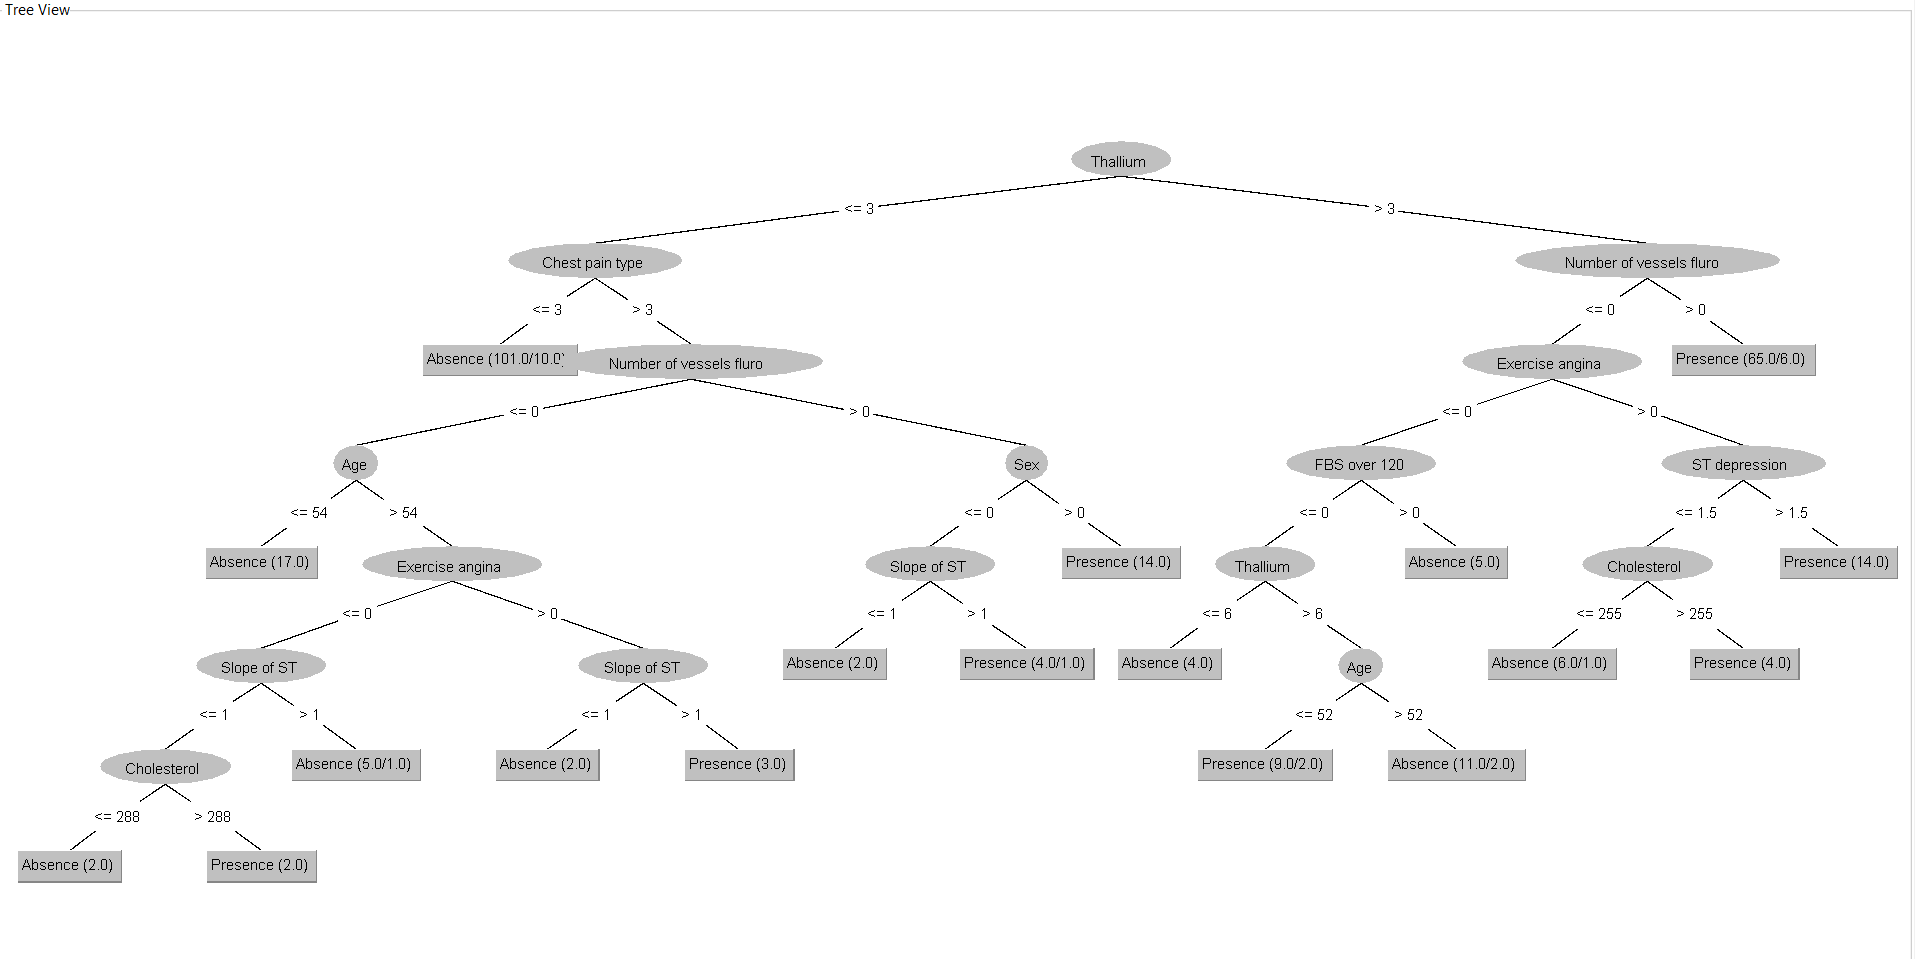 Tree View
Thallium
<= 3
> 3
Chest pain type
Number of vessels fluro
<= 3
> 3
<= 0
> 0
Absence (101.0/10.0)
Number of vessels fluro
Exercise angina
Presence (65.0/6.0)
<= 0
> 0
<= 0
> 0
Age
Sex
FBS over 120
ST depression
<= 54
> 54
<= 0
> 0
<= 0
> 0
<= 1.5
> 1.5
Absence (17.0)
Exercise angina
Slope of ST
Presence (14.0)
Thallium
Absence (5.0)
Cholesterol
Presence (14.0)
<= 0
> 0
<= 1
> 1
<= 6
> 6
<= 255
> 255
Slope of ST
Slope of ST
Absence (2.0)
Presence (4.0/1.0)
Absence (4.0)
Age
Absence (6.0/1.0)
Presence (4.0)
<= 1
> 1
<= 1
> 1
<= 52
> 52
Cholesterol
Absence (5.0/1.0)
Absence (2.0)
Presence (3.0)
Presence (9.0/2.0)
Absence (11.0/2.0)
<= 288
> 288
Absence (2.0)
Presence (2.0)